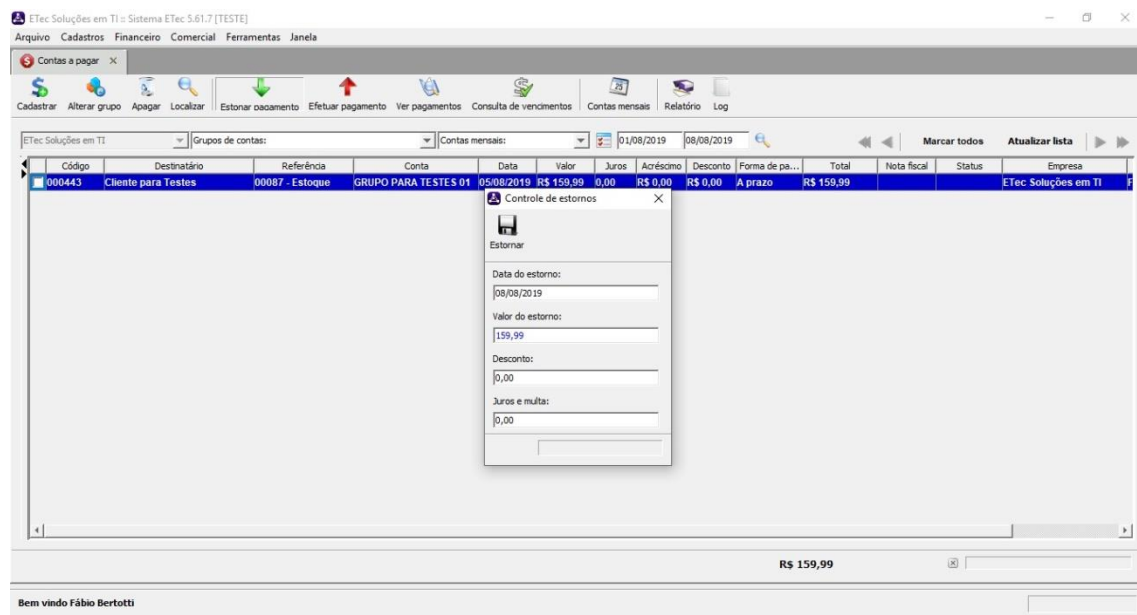 ETec Soluções em TI :: Sistema ETec 5.61.7 [TESTE]
Arquivo Cadastros Financeiro Comercial Ferramentas Janela
Contas a pagar
Cadastrar Alterar grupo Apagar Localizar Estonar pagamento Efetuar pagamento Ver pagamentos Consulta de vencimentos Contas mensais Relatório Log
ETec Soluções em TI Grupos de contas: Contas mensais: 01/08/2019 08/08/2019 Marcar todos Atualizar lista
Código Destinatário Referência Conta Data Valor Juros Acréscimo Desconto Forma de pa... Total Nota fiscal Status Empresa
000443 Cliente para Testes 00087 - Estoque GRUPO PARA TESTES 01 05/08/2019 R$ 159,99 0,00 R$ 0,00 R$ 0,00 A prazo R$ 159,99 ETec Soluções em TI F
Controle de estornos
Estornar
Data do estorno:
08/08/2019
Valor do estorno:
159,99
Desconto:
0,00
Juros e multa:
0,00
R$ 159,99
Bem vindo Fábio Bertotti